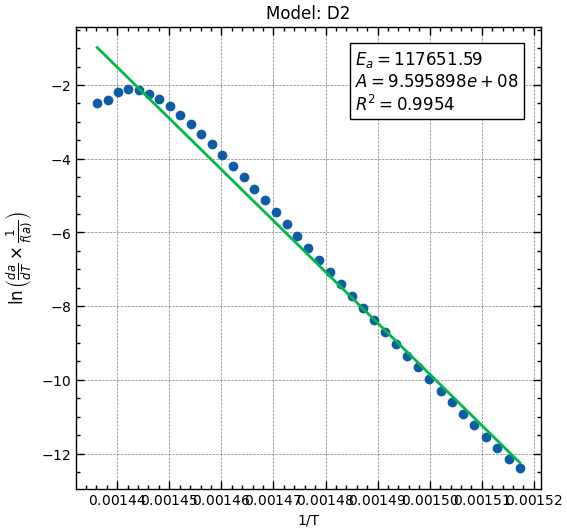 Model: D2
E_a = 117651.59
A = 9.595898e + 08
R^2 = 0.9954
ln (da/dT × 1/f(a))
−2
−4
−6
−8
−10
−12
0.00144 0.00145 0.00146 0.00147 0.00148 0.00149 0.00150 0.00151 0.00152
1/T